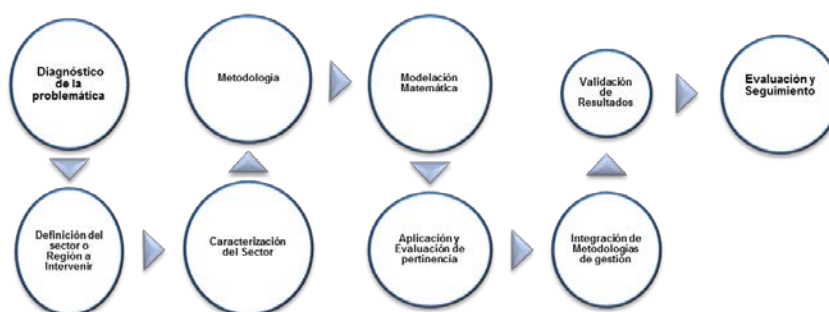 Diagnóstico
de la
problemática
Definición del
sector o
Región a
Intervenir
Caracterización
del Sector
Metodología
Modelación
Matemática
Aplicación y
Evaluación de
pertinencia
Integración de
Metodologías
de gestión
Validación
de
Resultados
Evaluación y
Seguimiento